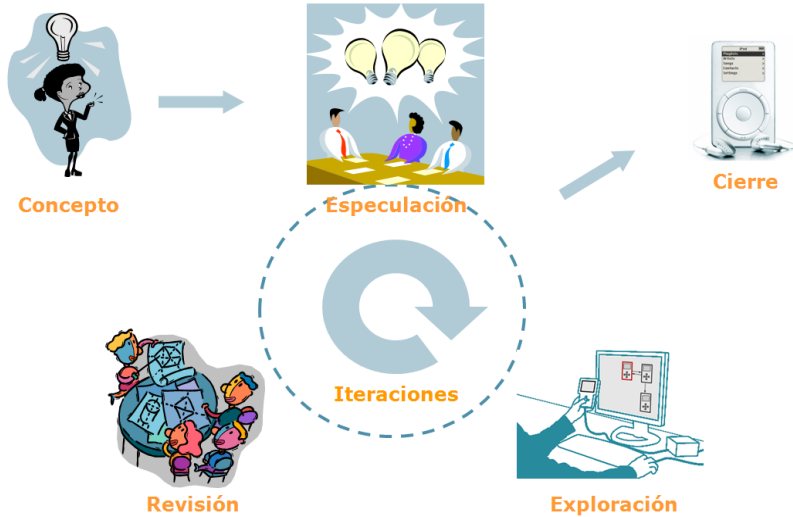 Concepto
Especulación
Cierre
Iteraciones
Revisión
Exploración